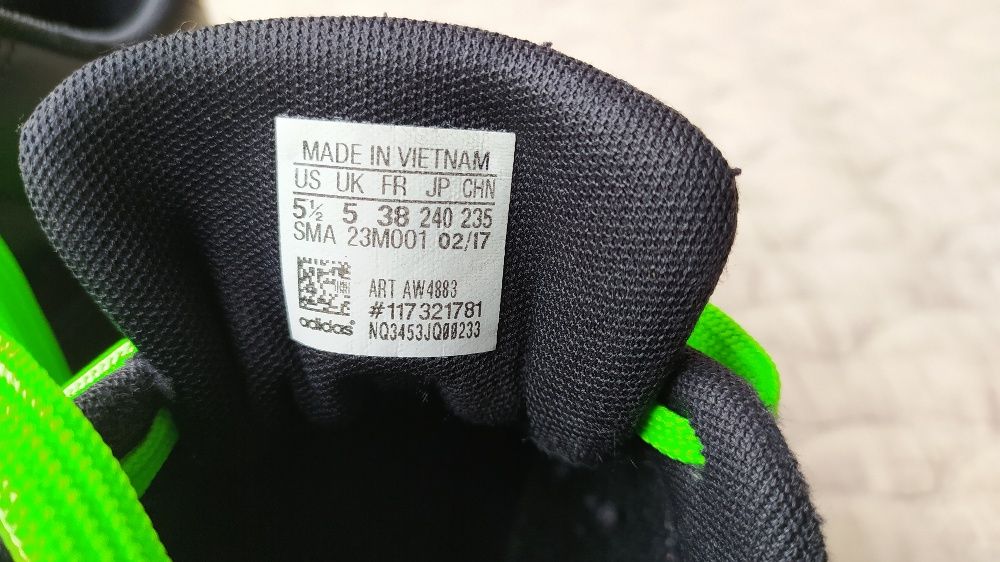 MADE IN VIETNAM
US UK FR JP CHN
5½ 5 38 240 235
SMA 23M001 02/17
ART AW4883
#117321781
adidas® NQ3453JQ00233